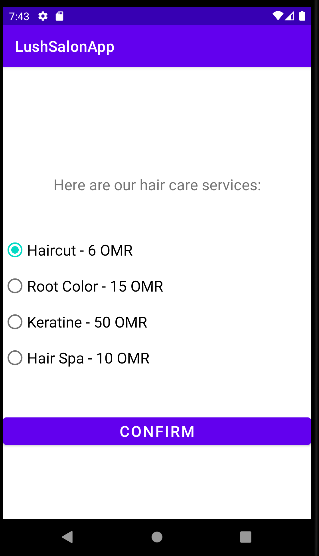 7:43
LushSalonApp
Here are our hair care services:
Haircut - 6 OMR
Root Color - 15 OMR
Keratine - 50 OMR
Hair Spa - 10 OMR
CONFIRM